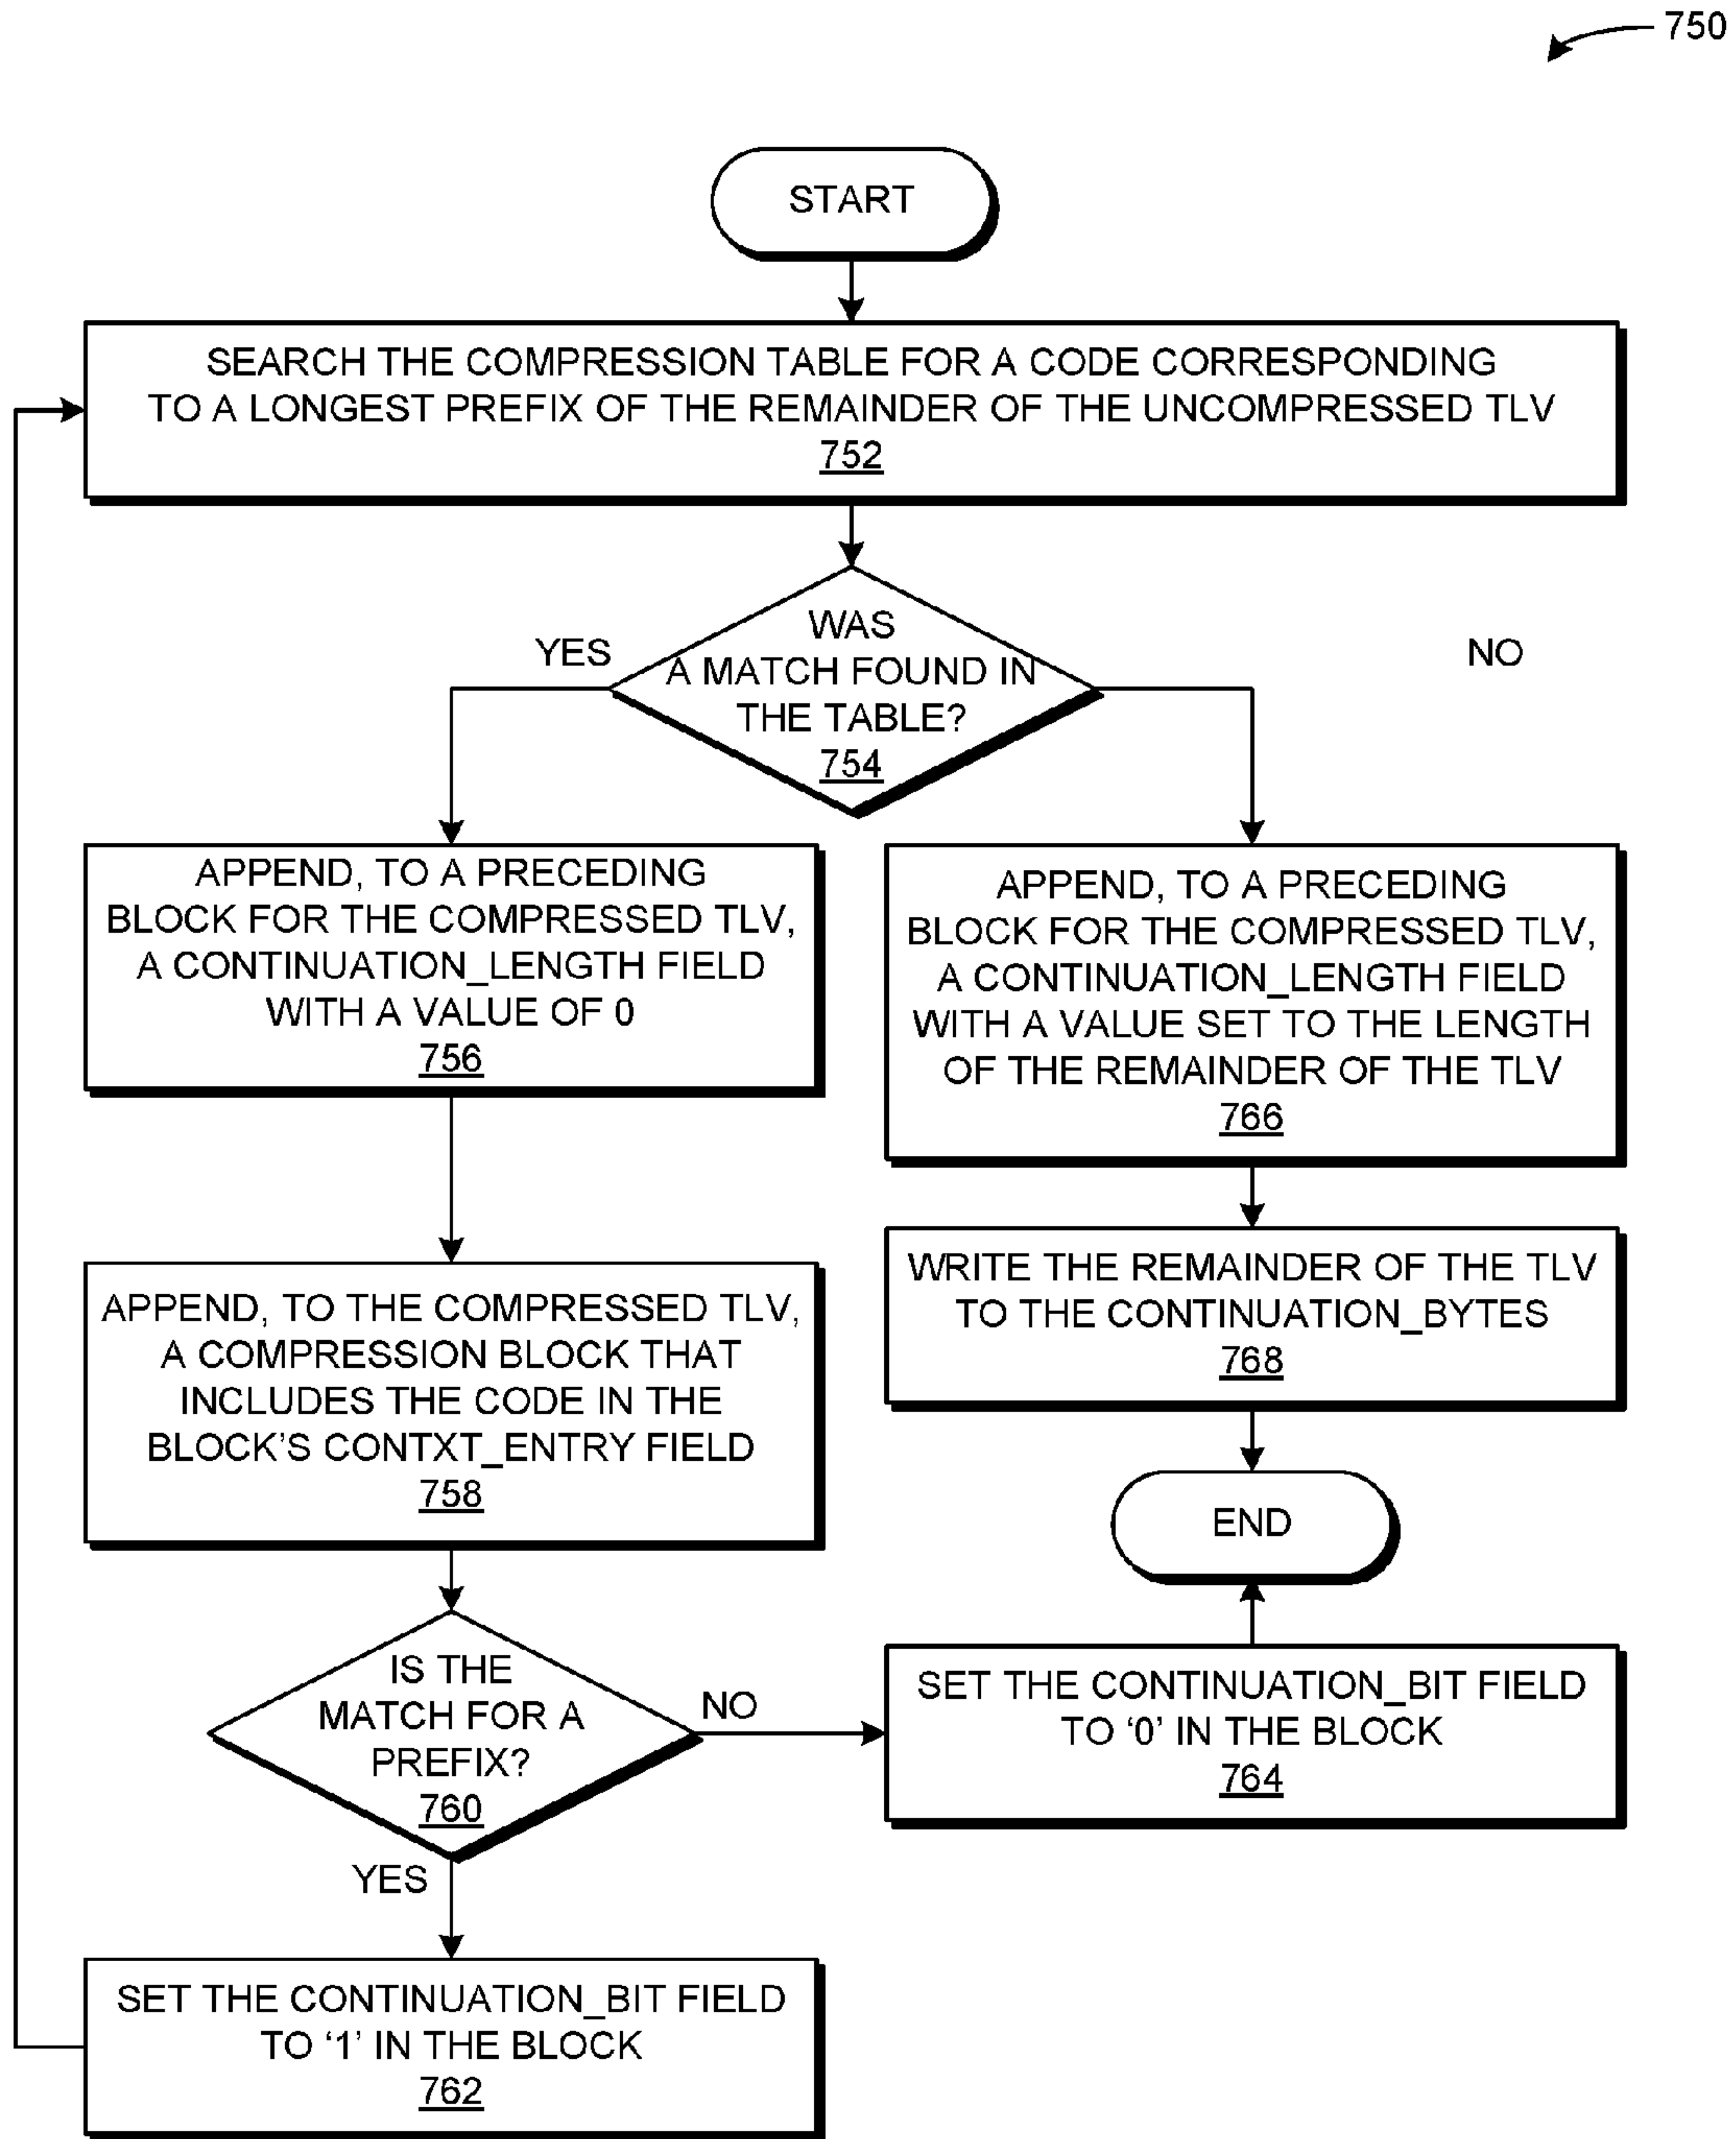 750
START
SEARCH THE COMPRESSION TABLE FOR A CODE CORRESPONDING
TO A LONGEST PREFIX OF THE REMAINDER OF THE UNCOMPRESSED TLV
752
WAS
A MATCH FOUND IN
THE TABLE?
754
YES
NO
APPEND, TO A PRECEDING
BLOCK FOR THE COMPRESSED TLV,
A CONTINUATION_LENGTH FIELD
WITH A VALUE OF 0
756
APPEND, TO A PRECEDING
BLOCK FOR THE COMPRESSED TLV,
A CONTINUATION_LENGTH FIELD
WITH A VALUE SET TO THE LENGTH
OF THE REMAINDER OF THE TLV
766
APPEND, TO THE COMPRESSED TLV,
A COMPRESSION BLOCK THAT
INCLUDES THE CODE IN THE
BLOCK'S CONTXT_ENTRY FIELD
758
WRITE THE REMAINDER OF THE TLV
TO THE CONTINUATION_BYTES
768
END
IS THE
MATCH FOR A
PREFIX?
760
NO
YES
SET THE CONTINUATION_BIT FIELD
TO ‘0’ IN THE BLOCK
764
SET THE CONTINUATION_BIT FIELD
TO ‘1’ IN THE BLOCK
762